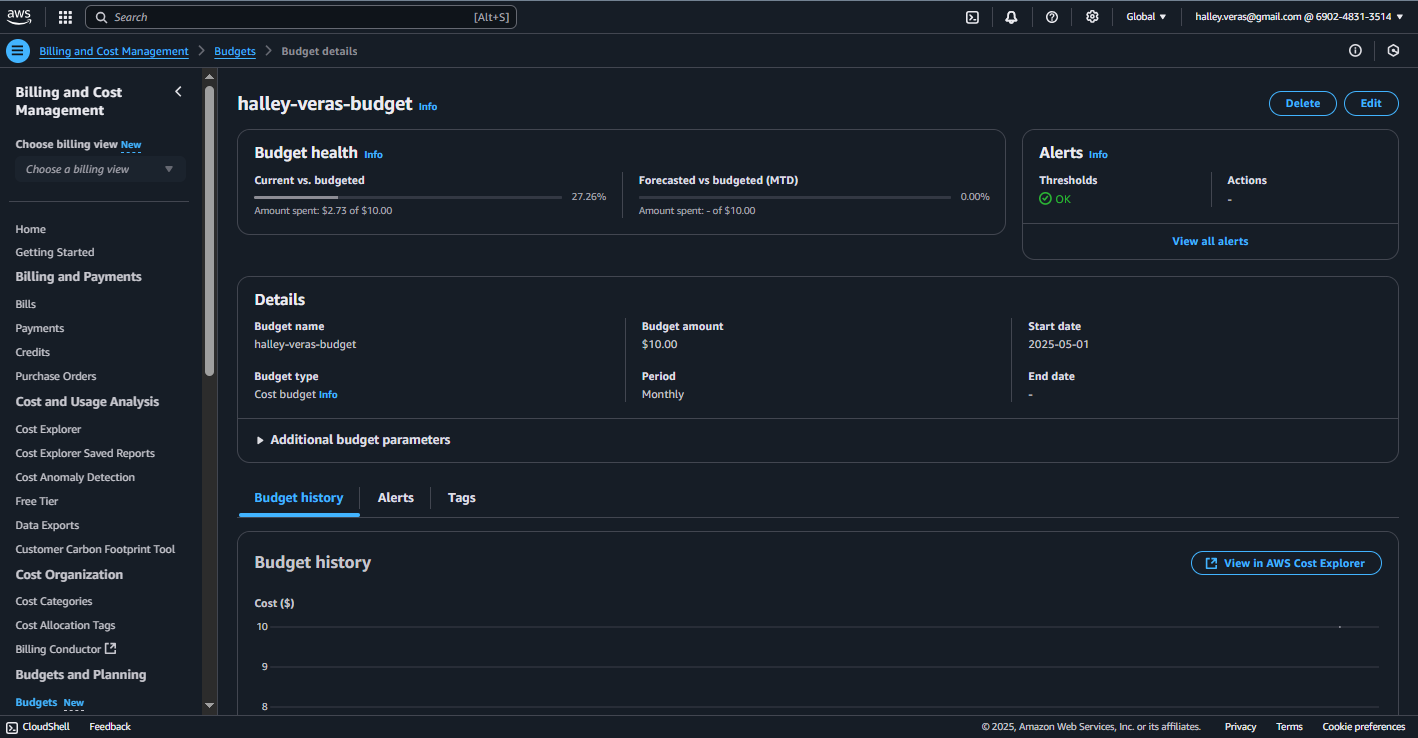 aws
Search [Alt+S]
Global
halley.veras@gmail.com @ 6902-4831-3514
Billing and Cost Management
Budgets
Budget details
Billing and Cost
Management
Choose billing view New
Choose a billing view
Home
Getting Started
Billing and Payments
Bills
Payments
Credits
Purchase Orders
Cost and Usage Analysis
Cost Explorer
Cost Explorer Saved Reports
Cost Anomaly Detection
Free Tier
Data Exports
Customer Carbon Footprint Tool
Cost Organization
Cost Categories
Cost Allocation Tags
Billing Conductor
Budgets and Planning
Budgets New
halley-veras-budget Info
Delete
Edit
Budget health Info
Current vs. budgeted
27.26%
Amount spent: $2.73 of $10.00
Forecasted vs budgeted (MTD)
0.00%
Amount spent: - of $10.00
Alerts Info
Thresholds
OK
Actions
-
View all alerts
Details
Budget name
halley-veras-budget
Budget type
Cost budget Info
Budget amount
$10.00
Period
Monthly
Start date
2025-05-01
End date
-
Additional budget parameters
Budget history
Alerts
Tags
Budget history
View in AWS Cost Explorer
Cost ($)
10
9
8
CloudShell
Feedback
© 2025, Amazon Web Services, Inc. or its affiliates.
Privacy
Terms
Cookie preferences